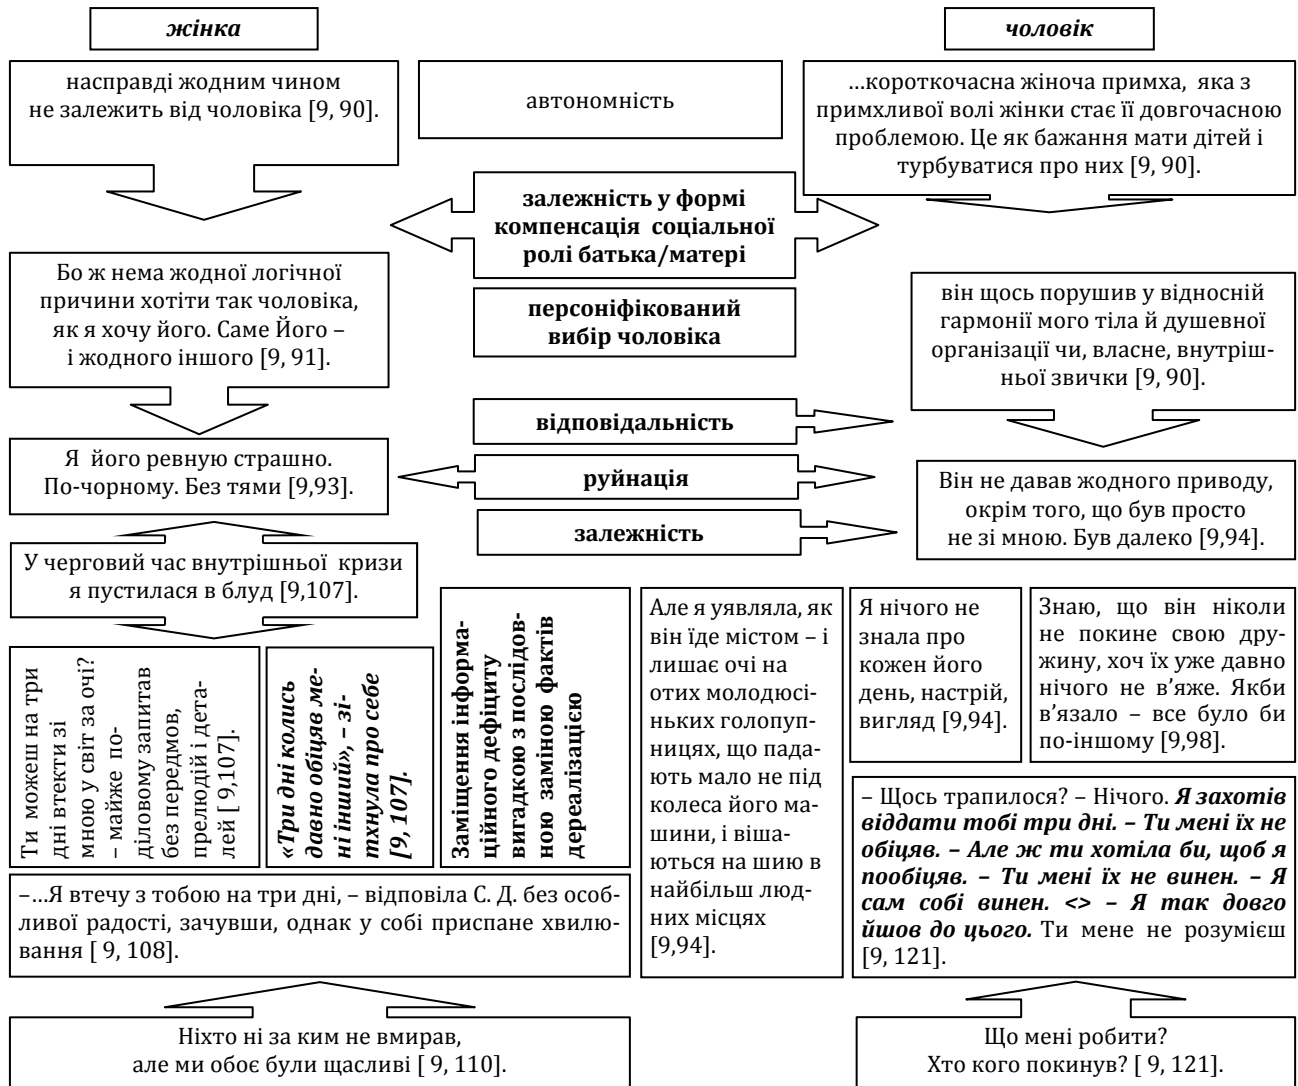 жінка
чоловік
насправді жодним чином
не залежить від чоловіка [9, 90].
автономність
…короткочасна жіноча примха, яка з
примхливої волі жінки стає її довгочасною
проблемою. Це як бажання мати дітей і
турбуватися про них [9, 90].
залежність у формі
компенсація соціальної
ролі батька/матері
Бо ж нема жодної логічної
причини хотіти так чоловіка,
як я хочу його. Саме Його –
і жодного іншого [9, 91].
персоніфікований
вибір чоловіка
він щось порушив у відносній
гармонії мого тіла й душевної
організації чи, власне, внутріш-
ньої звички [9, 90].
відповідальність
Я його ревную страшно.
По-чорному. Без тями [9,93].
руйнація
Він не давав жодного приводу,
окрім того, що був просто
не зі мною. Був далеко [9,94].
залежність
У черговий час внутрішньої кризи
я пустилася в блуд [9,107].
Ти можеш на три
дні втекти зі
мною у світ за очі?
– майже по-
діловому запитав
без передмов,
прелюдій і детса-
лей [ 9,107].
«Три дні колись
давно обіцяв ме-
ні інший», – зі-
тхнула про себе
[9, 107].
Заміщення інформа-
ційного дефіциту
вигадкою з послідов-
ною заміною фактів
дереалізацією
Але я уявляла, як
він їде містом – і
лишає очі на
отих молодюсі-
ньких голопуп-
ницях, що пада-
ють мало не під
колеса його ма-
шини, і віша-
ються на шию в
найбільш люд-
них місцях
[9,94].
Я нічого не
знала про
кожен його
день, настрій,
вигляд [9,94].
Знаю, що він ніколи
не покине свою дру-
жину, хоч їх уже давно
нічого не в’яже. Якби
в’язало – все було би
по-іншому [9,98].
–…Я втечу з тобою на три дні, – відповіла С. Д. без особ-
ливої радості, зачувши, однак у собі приспане хвилю-
вання [ 9, 108].
– Щось трапилося? – Нічого. Я захотів
віддати тобі три дні. – Ти мені їх не
обіцяв. – Але ж ти хотіла би, щоб я
пообіцяв. – Ти мені їх не винен. – Я
сам собі винен. <> – Я так довго
йшов до цього. Ти мене не розумієш
[9, 121].
Ніхто ні за ким не вмирав,
але ми обоє були щасливі [ 9, 110].
Що мені робити?
Хто кого покинув? [ 9, 121].